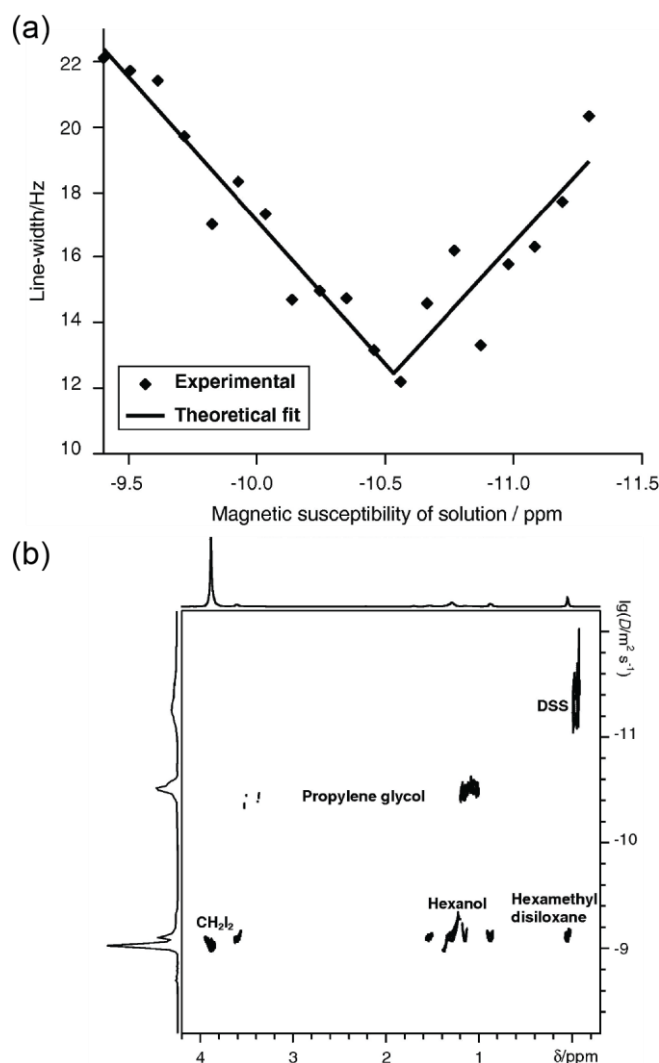 (a)
22
20
18
16
14
12
10
Line-width/Hz
Experimental
Theoretical fit
-9.5 -10.0 -10.5 -11.0 -11.5
Magnetic susceptibility of solution / ppm
(b)
lg(D/m² s⁻¹)
DSS
-11
Propylene glycol
-10
CH₂I₂
Hexanol
Hexamethyl
disiloxane
-9
4 3 2 1 δ/ppm